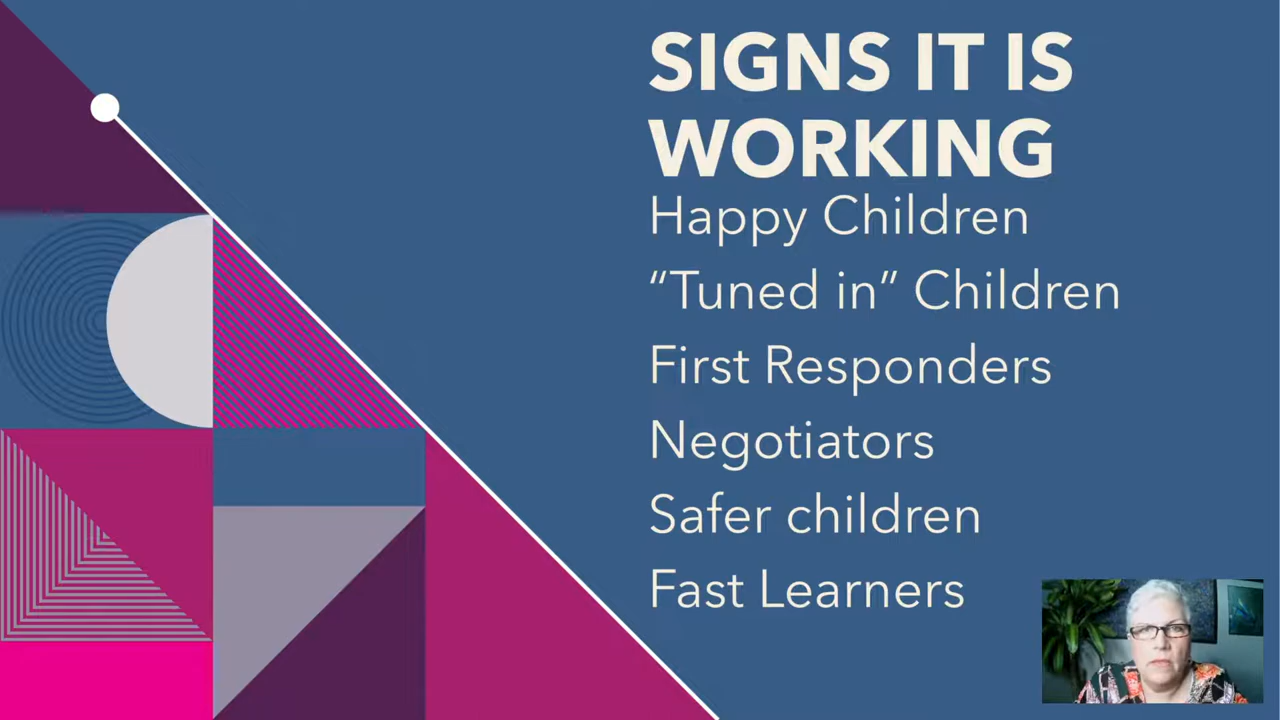 SIGNS IT IS
WORKING
Happy Children
“Tuned in” Children
First Responders
Negotiators
Safer children
Fast Learners